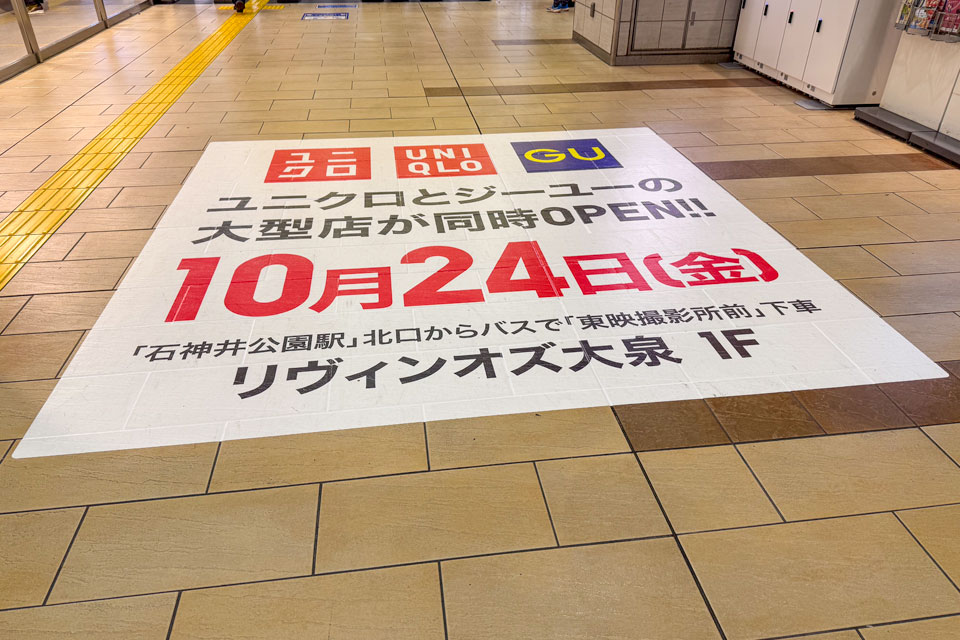 ユニクロ UNIQLO GU
ユニクロとジーユーの
大型店が同時OPEN!!
10月24日(金)
「石神井公園駅」北口からバスで「東映撮影所前」下車
リヴィンオズ大泉 1F